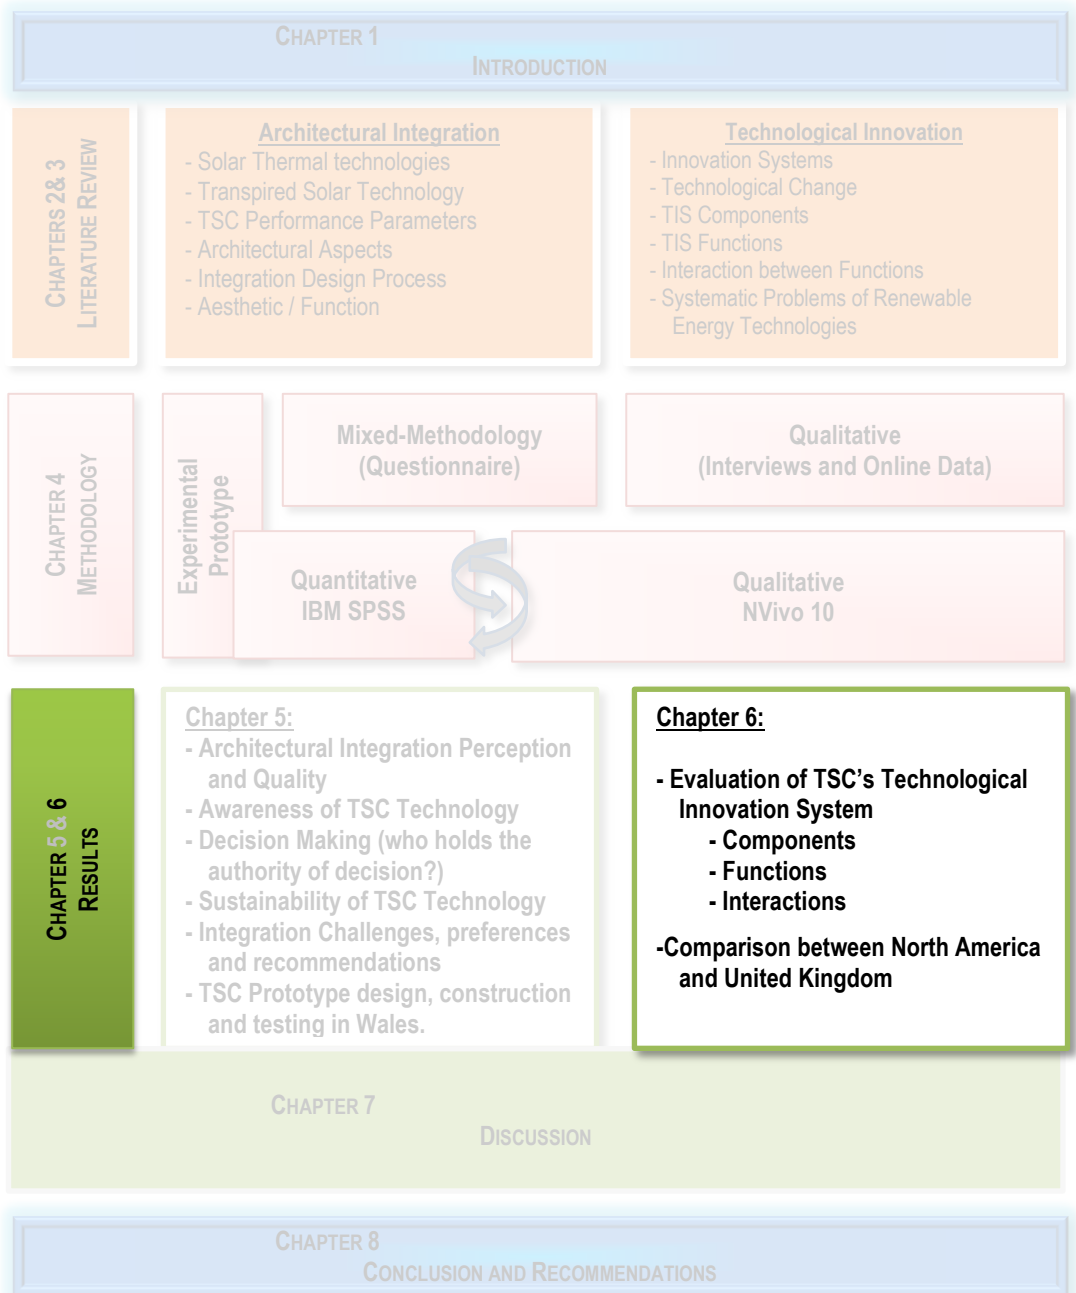 CHAPTER 1
INTRODUCTION
CHAPTERS 2& 3
LITERATURE REVIEW
Architectural Integration
- Solar Thermal technologies
- Transpired Solar Technology
- TSC Performance Parameters
- Architectural Aspects
- Integration Design Process
- Aesthetic / Function
Technological Innovation
- Innovation Systems
- Technological Change
- TIS Components
- TIS Functions
- Interaction between Functions
- Systematic Problems of Renewable
Energy Technologies
CHAPTER 4
METHODOLOGY
Experimental
Prototype
Mixed-Methodology
(Questionnaire)
Qualitative
(Interviews and Online Data)
Quantitative
IBM SPSS
Qualitative
NVivo 10
CHAPTER 5 & 6
RESULTS
Chapter 5:
- Architectural Integration Perception
and Quality
- Awareness of TSC Technology
- Decision Making (who holds the
authority of decision?)
- Sustainability of TSC Technology
- Integration Challenges, preferences
and recommendations
- TSC Prototype design, construction
and testing in Wales.
Chapter 6:
- Evaluation of TSC's Technological
Innovation System
- Components
- Functions
- Interactions
-Comparison between North America
and United Kingdom
CHAPTER 7
DISCUSSION
CHAPTER 8
CONCLUSION AND RECOMMENDATIONS